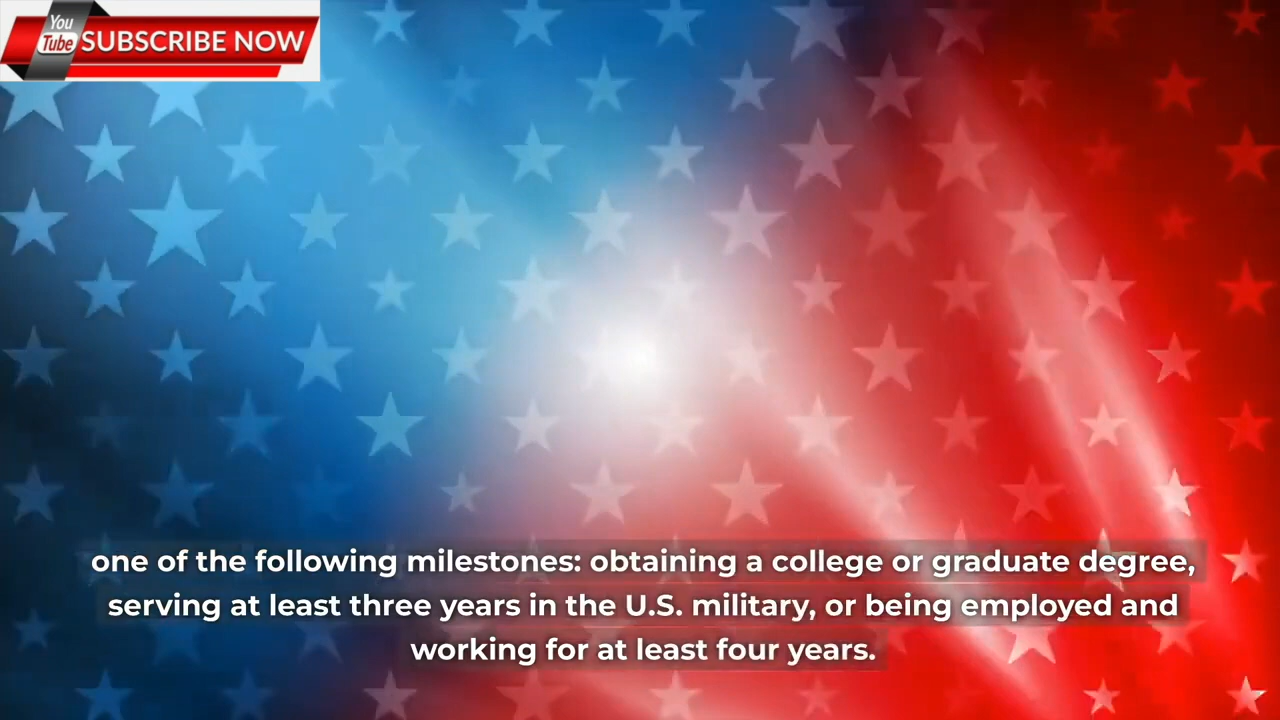 You
Tube
SUBSCRIBE NOW
one of the following milestones: obtaining a college or graduate degree,
serving at least three years in the U.S. military, or being employed and
working for at least four years.